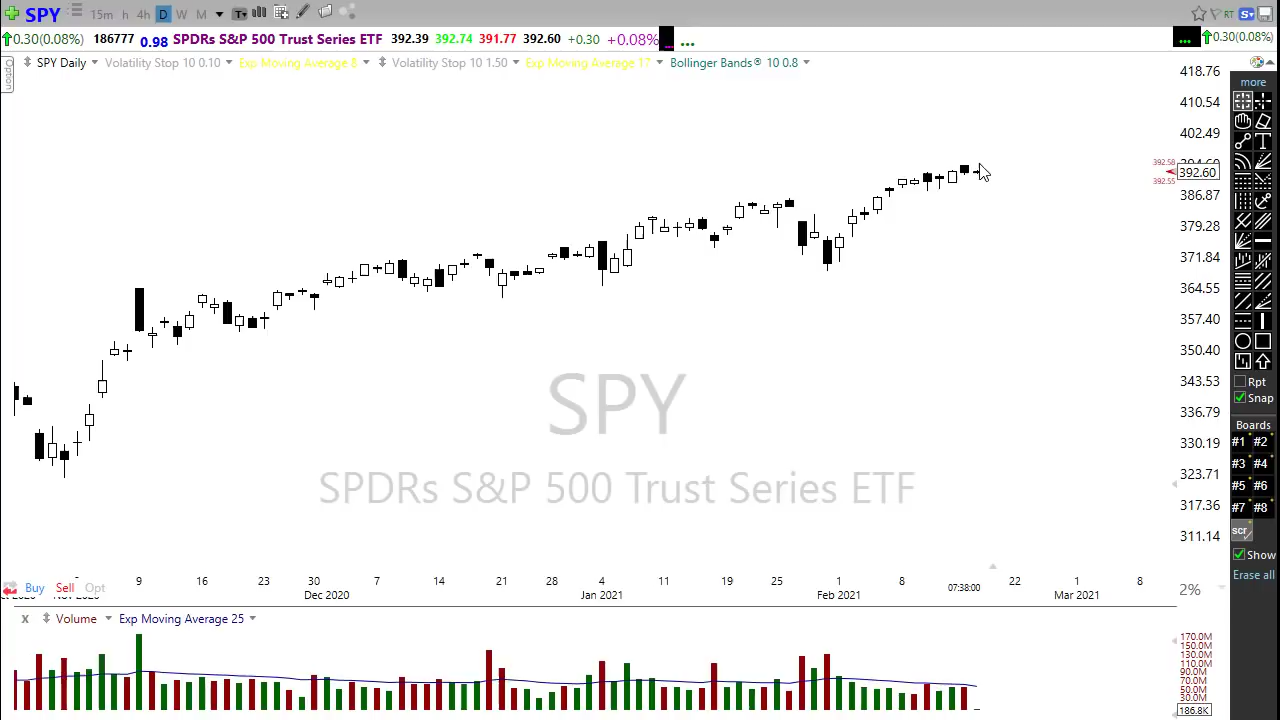 SPY 15m h 4h D W M T RT S
0.30(0.08%) 186777 0.98 SPDRs S&P 500 Trust Series ETF 392.39 392.74 391.77 392.60 +0.30 +0.08% ... ... 0.30(0.08%)
Option
SPY Daily Volatility Stop 10 0.10 Exp Moving Average 8 Volatility Stop 10 1.50 Exp Moving Average 17 Bollinger Bands® 10 0.8
418.76
more
410.54
402.49
392.58
392.60
392.55
386.87
379.28
371.84
364.55
357.40
350.40
343.53
336.79
330.19
323.71
317.36
311.14
Rpt
Snap
Boards
#1 #2
#3 #4
#5 #6
#7 #8
scr
Show
Erase all
SPY
SPDRs S&P 500 Trust Series ETF
9 16 23 30 7 14 21 28 4 11 19 25 1 8 07:38:00 22 1 8
Buy Sell Opt
Dec 2020 Jan 2021 Feb 2021 Mar 2021
2%
x Volume Exp Moving Average 25
170.0M
150.0M
130.0M
110.0M
90.0M
70.0M
50.0M
30.0M
186.8K